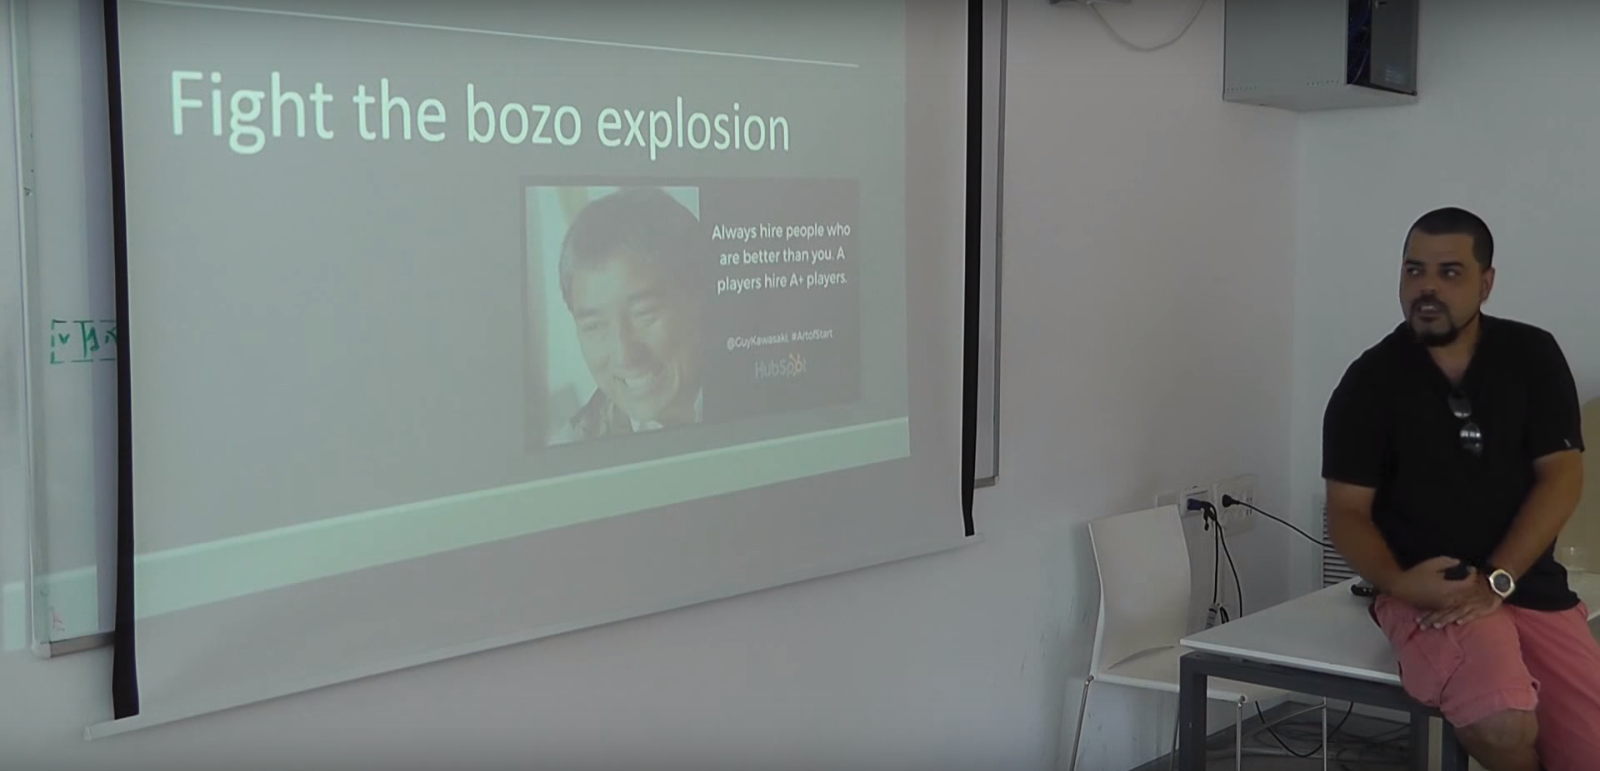 Fight the bozo explosion
Always hire people who
are better than you. A
players hire A+ players.
@GuyKawasaki, #ArtofStart
HubSpot